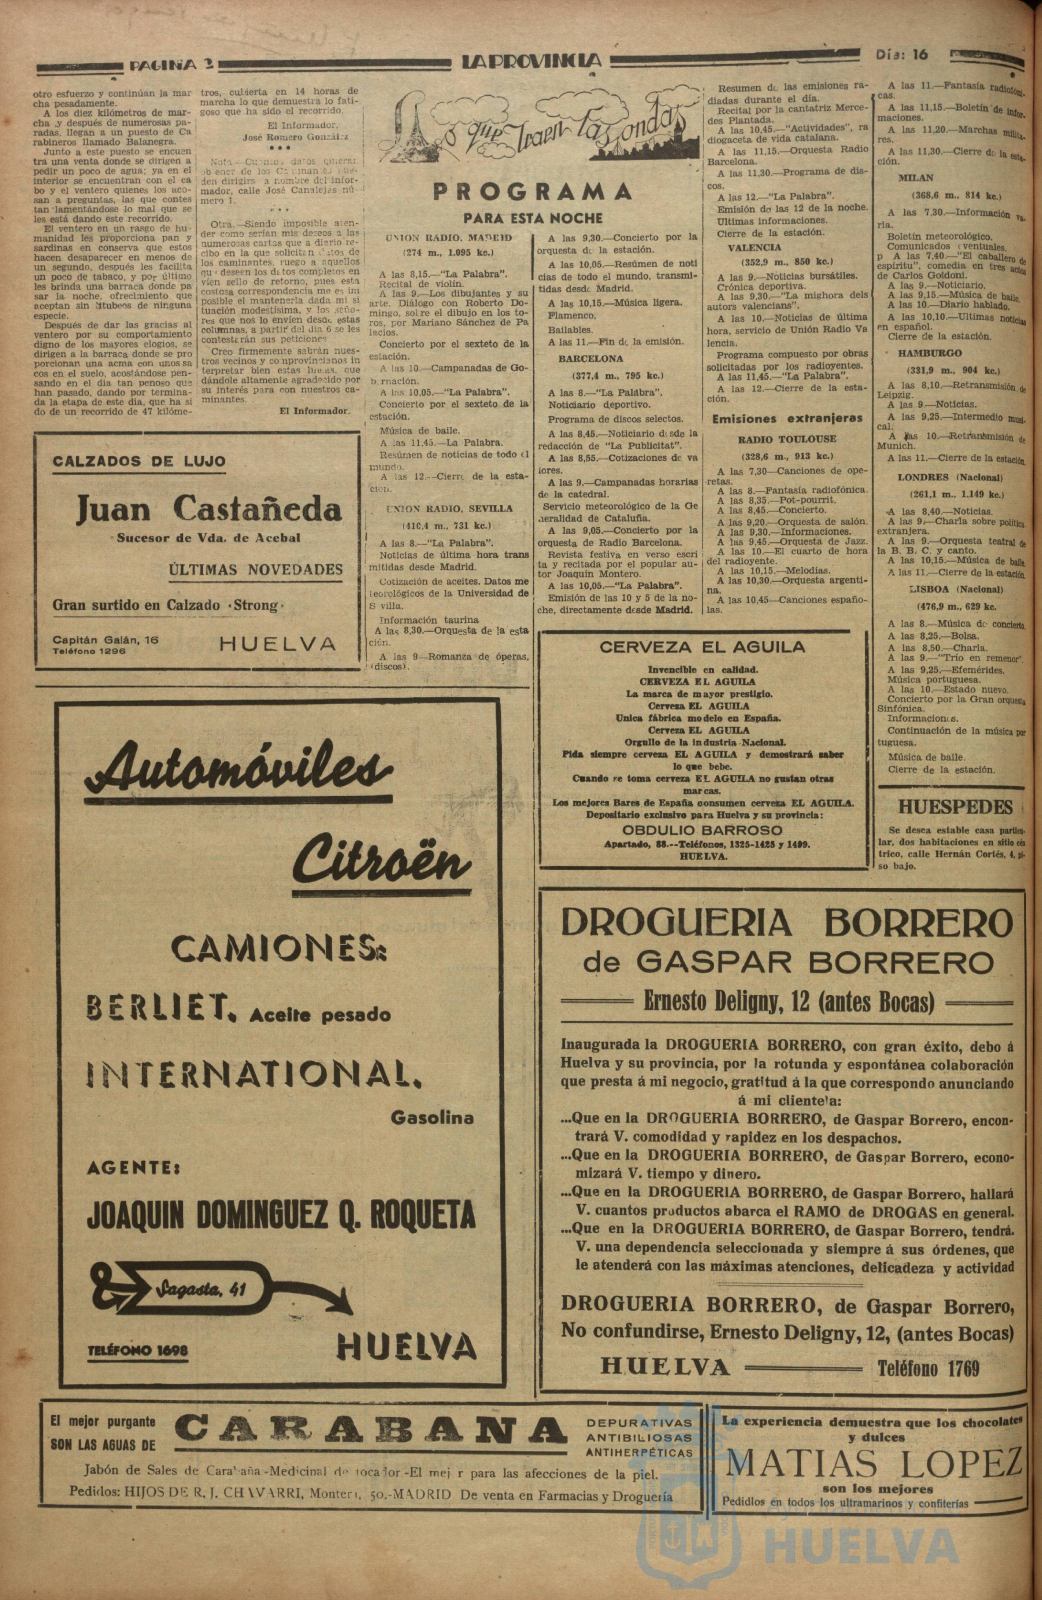 PAGINA 3
LA PROVINCIA
Día: 16
otro esfuerzo y continúan la mar
cha pesadamente.
A los diez kilómetros de mar-
cha y después de numerosas pa-
radas, llegan a un puesto de Ca
rabineros llamado Balanegra.
Junto a este puesto se encuen
tra una venta donde se dirigen a
pedir un poco de agua; ya en el
interior se encuentran con el ca
bo y el ventero quienes los aco-
san a preguntas, las que contes
tan lamentándose lo mal que se
les está dando este recorrido.
El ventero en un rasgo de hu-
manidad les proporciona pan y
sardinas en conserva que estos
hacen desaparecer en menos de
un segundo, después les facilita
un poco de tabaco, y por último
les brinda una barraca donde pa
sar la noche, ofrecimiento que
aceptan sin titubeos de ninguna
especie.
Después de dar las gracias al
ventero por su comportamiento
digno de los mayores elogios, se
dirigen a la barraca donde se pro
porcionan una cama con unos sa
cos en el suelo, acostándose pen-
sando en el día tan penoso que
han pasado, dando por termina-
da la etapa de este día, que ha si
do de un recorrido de 47 kilóme-
tros, cubierta en 14 horas de
marcha lo que demuestra lo fati-
goso que ha sido el recorrido.
El Informador,
José Romero González
Nota.—Cuantos datos quieran
obtener de los Caminantes pue-
den dirigirse a nombre del infor-
mador, calle José Canalejas nú-
mero 1.
Otra.—Siendo imposible aten-
der como serían mis deseos a las
numerosas cartas que a diario re-
cibo en la que solicitan datos de
los caminantes, ruego a aquellos
que deseen los datos completos en
vien sello de retorno, pues esta
costosa correspondencia me es im
posible el mantenerla dada mi si
tuación modestísima, y los seño-
res que nos lo envíen desde estas
columnas, a partir del día 6 se les
contestarán sus peticiones
Creo firmemente sabrán nues-
tros vecinos y comprovincianos in
terpretar bien estas líneas, que
dándole altamente agradecido por
su interés para con nuestros ca-
minantes.
El Informador.
CALZADOS DE LUJO
Juan Castañeda
Sucesor de Vda. de Acebal
ÚLTIMAS NOVEDADES
Gran surtido en Calzado «Strong»
Capitán Galán, 16
Teléfono 1296
HUELVA
Lo que traen las ondas
PROGRAMA
PARA ESTA NOCHE
UNION RADIO, MADRID
(274 m., 1.095 kc.)
A las 8,15.—"La Palabra".
Recital de violín.
A las 9.—Los dibujantes y su
arte. Diálogo con Roberto Do-
mingo, sobre el dibujo en los to-
ros, por Mariano Sánchez de Pa
lacios.
Concierto por el sexteto de la
estación.
A las 10.—Campanadas de Go-
bernación.
A las 10,05.—"La Palabra".
Concierto por el sexteto de la
estación.
Música de baile.
A las 11,45.—La Palabra.
Resúmen de noticias de todo el
mundo.
A las 12.—Cierre de la esta-
ción.
UNION RADIO, SEVILLA
(410,4 m., 731 kc.)
A las 8.—"La Palabra".
Noticias de última hora trans
mitidas desde Madrid.
Cotización de aceites. Datos me
teorológicos de la Universidad de
Sevilla.
Información taurina
A las 8,30.—Orquesta de la esta
ción.
A las 9—Romanza de óperas,
(discos).
A las 9,30.—Concierto por la
orquesta de la estación.
A las 10,05.—Resúmen de noti
cias de todo el mundo, transmi-
tidas desde Madrid.
A las 10,15.—Música ligera.
Flamenco.
Bailables.
A las 11.—Fin de la emisión.
BARCELONA
(377,4 m., 795 kc.)
A las 8.—"La Palabra".
Noticiario deportivo.
Programa de discos selectos.
A las 8,45.—Noticiario desde la
redacción de "La Publicitat".
A las 8,55.—Cotizaciones de va
lores.
A las 9.—Campanadas horarias
de la catedral.
Servicio meteorológico de la Ge
neralidad de Cataluña.
A las 9,05.—Concierto por la
orquesta de Radio Barcelona.
Revista festiva en verso escri
ta y recitada por el popular au-
tor Joaquín Montero.
A las 10,05.—"La Palabra".
Emisión de las 10 y 5 de la no-
che, directamente desde Madrid.
Resumen de las emisiones ra-
diadas durante el día.
Recital por la cantatriz Merce-
des Plantada.
A las 10,45.—"Actividades", ra
diogaceta de vida catalana.
A las 11,15.—Orquesta Radio
Barcelona.
A las 11,30.—Programa de dis-
cos.
A las 12.—"La Palabra".
Emisión de las 12 de la noche.
Ultimas informaciones.
Cierre de la estación.
VALENCIA
(352,9 m., 850 kc.)
A las 9.—Noticias bursátiles.
Crónica deportiva.
A las 9,30.—"La mighora dels
autors valencians".
A las 10.—Noticias de última
hora, servicio de Unión Radio Va
lencia.
Programa compuesto por obras
solicitadas por los radioyentes.
A las 11,45.—"La Palabra".
A las 12.—Cierre de la esta-
ción.
Emisiones extranjeras
RADIO TOULOUSE
(328,6 m., 913 kc.)
A las 7,30—Canciones de ope-
retas.
A las 8.—Fantasía radiofónica.
A las 8,35.—Pot-pourrit.
A las 8,45.—Concierto.
A las 9,20.—Orquesta de salón.
A las 9,30.—Informaciones.
A las 9,45.—Orquesta de Jazz.
A las 10.—El cuarto de hora
del radioyente.
A las 10,15.—Melodías.
A las 10,30.—Orquesta argenti-
na.
A las 10,45—Canciones españo-
las.
A las 11.—Fantasía radiofóni-
cas.
A las 11,15.—Boletín de infor-
maciones.
A las 11,20.—Marchas milita-
res.
A las 11,30.—Cierre de la esta-
ción.
MILAN
(368,6 m., 814 kc.)
A las 7,30.—Información va-
ria.
Boletín meteorológico.
Comunicados eventuales.
A las 7,40.—"El caballero de
espíritu", comedia en tres actos
de Carlos Goldoni.
A las 9.—Noticiario.
A las 9,15.—Música de baile.
A las 10.—Diario hablado.
A las 10,10.—Ultimas noticias
en español.
Cierre de la estación.
HAMBURGO
(331,9 m., 904 kc.)
A las 8,10.—Retransmisión de
Leipzig.
A las 9.—Noticias.
A las 9,25.—Intermedio musi-
cal.
A las 10.—Retransmisión de
Munich.
A las 11.—Cierre de la estación.
LONDRES (Nacional)
(261,1 m., 1.149 kc.)
A las 8,40.—Noticias.
A las 9.—Charla sobre política
extranjera.
A las 9.—Orquesta teatral de
la B. B. C. y canto.
A las 10,15.—Música de baile.
A las 11.—Cierre de la estación.
LISBOA (Nacional)
(476,9 m., 629 kc.
A las 8.—Música de concierto.
A las 8,25.—Bolsa.
A las 8,50.—Charla.
A las 9.—"Trío en remenor".
A las 9,25.—Efemérides.
Música portuguesa.
A las 10.—Estado nuevo.
Concierto por la Gran orquesta
Sinfónica.
Informaciones.
Continuación de la música por
tuguesa.
Música de baile.
Cierre de la estación.
HUESPEDES
Se desea estable casa particu-
lar, dos habitaciones en sitio cén
trico, calle Hernán Cortés, 4, pi-
so bajo.
CERVEZA EL AGUILA
Invencible en calidad.
CERVEZA EL AGUILA
La marca de mayor prestigio.
Cerveza EL AGUILA
Unica fábrica modelo en España.
Cerveza EL AGUILA
Orgullo de la industria Nacional.
Pida siempre cerveza EL AGUILA y demostrará saber
lo que bebe.
Cuando se toma cerveza EL AGUILA no gustan otras
marcas.
Los mejores Bares de España consumen cerveza EL AGUILA.
Depositario exclusivo para Huelva y su provincia:
OBDULIO BARROSO
Apartado, 88.--Teléfonos, 1325-1425 y 1499.
HUELVA.
Automóviles
Citroën
CAMIONES:
BERLIET, Aceite pesado
INTERNATIONAL,
Gasolina
AGENTE:
JOAQUIN DOMINGUEZ Q. ROQUETA
Sagasta, 41
TELÉFONO 1698
HUELVA
DROGUERIA BORRERO
de GASPAR BORRERO
Ernesto Deligny, 12 (antes Bocas)
Inaugurada la DROGUERIA BORRERO, con gran éxito, debo á
Huelva y su provincia, por la rotunda y espontánea colaboración
que presta á mi negocio, gratitud á la que correspondo anunciando
á mi clientela:
...Que en la DROGUERIA BORRERO, de Gaspar Borrero, encon-
trará V. comodidad y rapidez en los despachos.
...Que en la DROGUERIA BORRERO, de Gaspar Borrero, econo-
mizará V. tiempo y dinero.
...Que en la DROGUERIA BORRERO, de Gaspar Borrero, hallará
V. cuantos productos abarca el RAMO de DROGAS en general.
...Que en la DROGUERIA BORRERO, de Gaspar Borrero, tendrá.
V. una dependencia seleccionada y siempre á sus órdenes, que
le atenderá con las máximas atenciones, delicadeza y actividad
DROGUERIA BORRERO, de Gaspar Borrero,
No confundirse, Ernesto Deligny, 12, (antes Bocas)
HUELVA
Teléfono 1769
El mejor purgante
SON LAS AGUAS DE
CARABANA
DEPURATIVAS
ANTIBILIOSAS
ANTIHERPÉTICAS
Jabón de Sales de Carabaña-Medicinal de tocador-El mejor para las afecciones de la piel.
Pedidos: HIJOS DE R. J. CHAVARRI, Montera, 50,-MADRID De venta en Farmacias y Droguería
La experiencia demuestra que los chocolates
y dulces
MATIAS LOPEZ
son los mejores
Pedidlos en todos los ultramarinos y confiterías
HUELVA